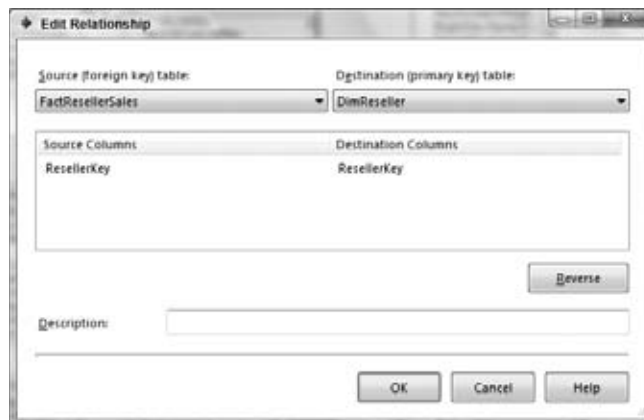 Edit Relationship
Source (foreign key) table:
Destination (primary key) table:
FactResellerSales
DimReseller
Source Columns
Destination Columns
ResellerKey
ResellerKey
Reverse
Description:
OK
Cancel
Help